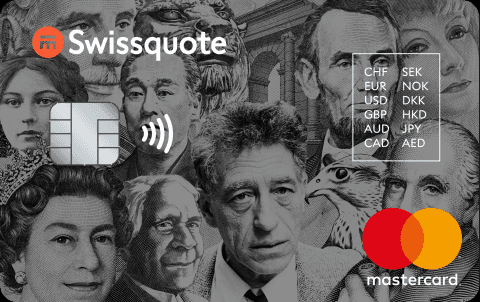 Swissquote
CHF SEK
EUR NOK
USD DKK
GBP HKD
AUD JPY
CAD AED
mastercard